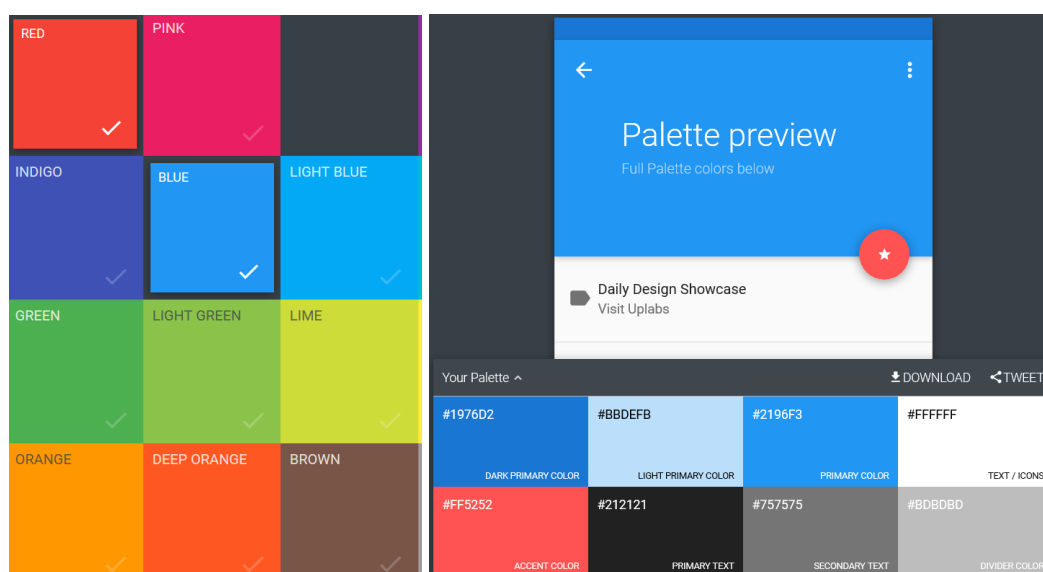 RED
PINK
INDIGO
BLUE
LIGHT BLUE
GREEN
LIGHT GREEN
LIME
ORANGE
DEEP ORANGE
BROWN
Palette preview
Full Palette colors below
Daily Design Showcase
Visit Uplabs
Your Palette
DOWNLOAD
TWEET
#1976D2
DARK PRIMARY COLOR
#BBDEFB
LIGHT PRIMARY COLOR
#2196F3
PRIMARY COLOR
#FFFFFF
TEXT / ICONS
#FF5252
ACCENT COLOR
#212121
PRIMARY TEXT
#757575
SECONDARY TEXT
#BDBDBD
DIVIDER COLOR